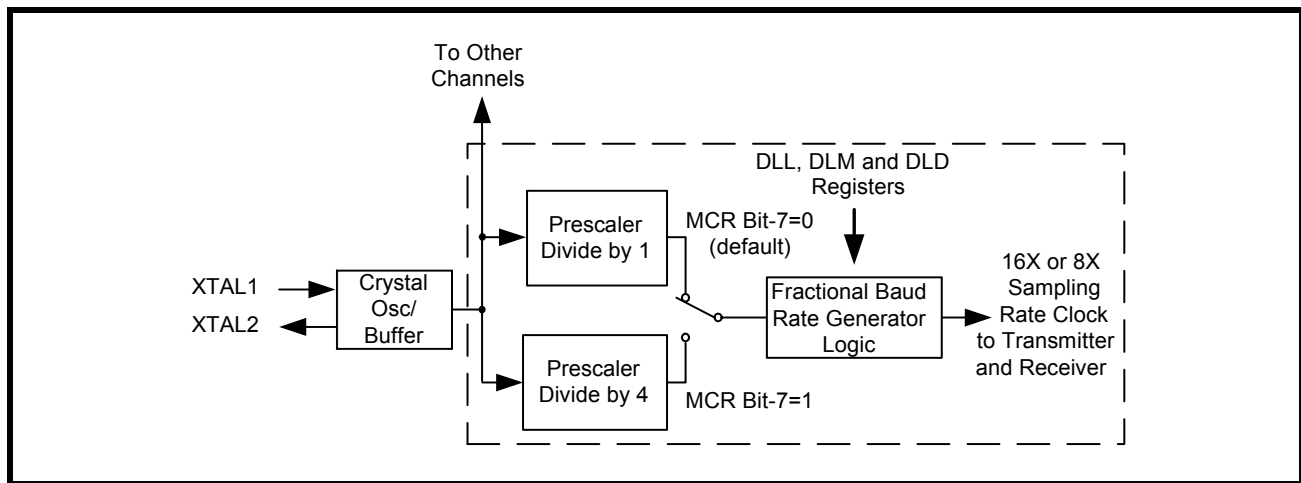 To Other
Channels
DLL, DLM and DLD
Registers
Prescaler
Divide by 1
MCR Bit-7=0
(default)
XTAL1
XTAL2
Crystal
Osc/
Buffer
Fractional Baud
Rate Generator
Logic
16X or 8X
Sampling
Rate Clock
to Transmitter
and Receiver
Prescaler
Divide by 4
MCR Bit-7=1